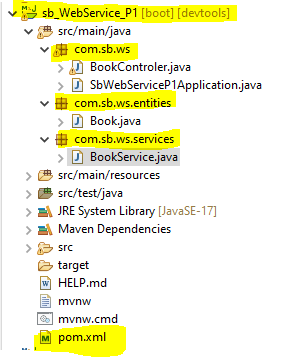 sb_WebService_P1 [boot] [devtools]
src/main/java
com.sb.ws
BookControler.java
SbWebServiceP1Application.java
com.sb.ws.entities
Book.java
com.sb.ws.services
BookService.java
src/main/resources
src/test/java
JRE System Library [JavaSE-17]
Maven Dependencies
src
target
HELP.md
mvnw
mvnw.cmd
pom.xml